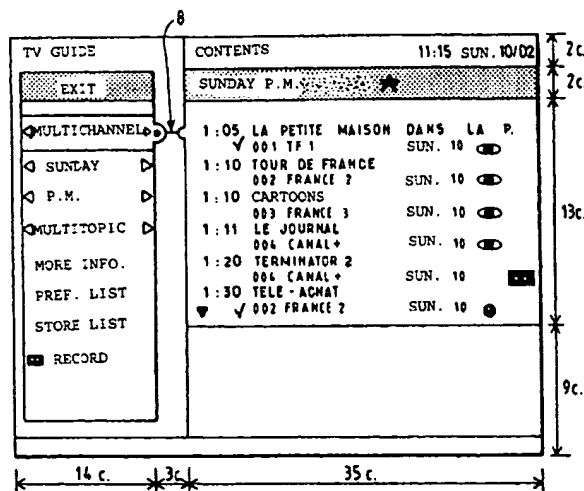 8
TV GUIDE
CONTENTS 11:15 SUN. 10/02
2c.
EXIT
SUNDAY P.M.
2c.
MULTICHANNEL
1:05 LA PETITE MAISON DANS LA P.
001 TF 1 SUN. 10
SUNDAY
1:10 TOUR DE FRANCE
002 FRANCE 2 SUN. 10
P.M.
1:10 CARTOONS
003 FRANCE 3 SUN. 10
13c.
MULTITOPIC
1:11 LE JOURNAL
004 CANAL+ SUN. 10
MORE INFO.
1:20 TERMINATOR 2
004 CANAL+ SUN. 10
PREF. LIST
1:30 TELE-ACHAT
002 FRANCE 2 SUN. 10
STORE LIST
RECORD
9c.
14 c. 3c. 35 c.